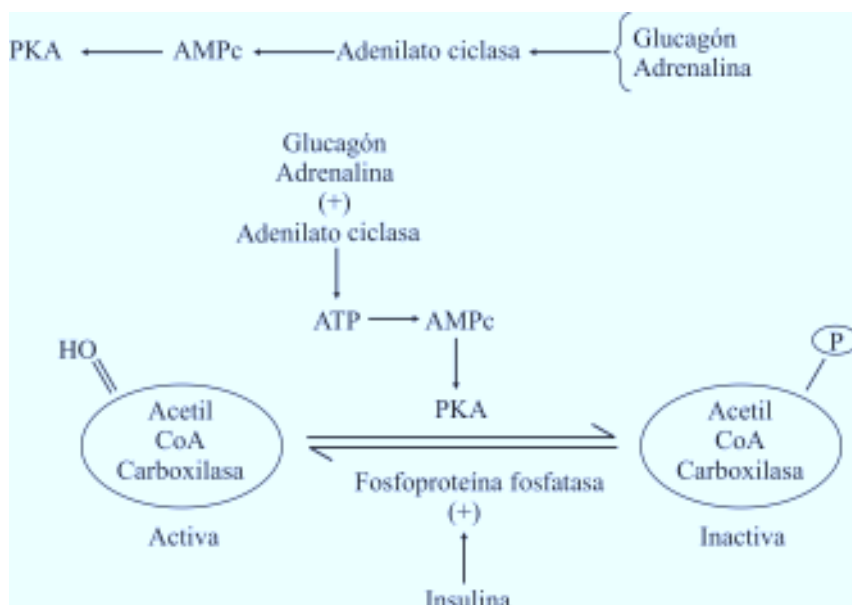 PKA AMPc Adenilato ciclasa Glucagón
Adrenalina
Glucagón
Adrenalina
(+)
Adenilato ciclasa
ATP AMPc
HO P
PKA
Acetil
CoA
Carboxilasa
Activa
Acetil
CoA
Carboxilasa
Inactiva
Fosfoproteína fosfatasa
(+)
Insulina